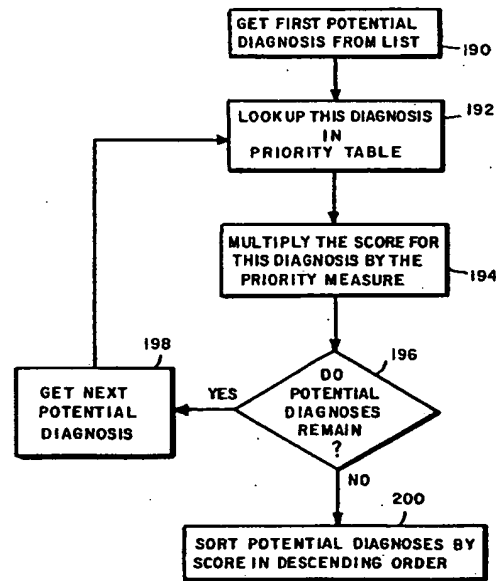 GET FIRST POTENTIAL
DIAGNOSIS FROM LIST
190
LOOKUP THIS DIAGNOSIS
IN
PRIORITY TABLE
192
MULTIPLY THE SCORE FOR
THIS DIAGNOSIS BY THE
PRIORITY MEASURE
194
198
GET NEXT
POTENTIAL
DIAGNOSIS
YES
196
DO
POTENTIAL
DIAGNOSES
REMAIN
?
NO
200
SORT POTENTIAL DIAGNOSES BY
SCORE IN DESCENDING ORDER